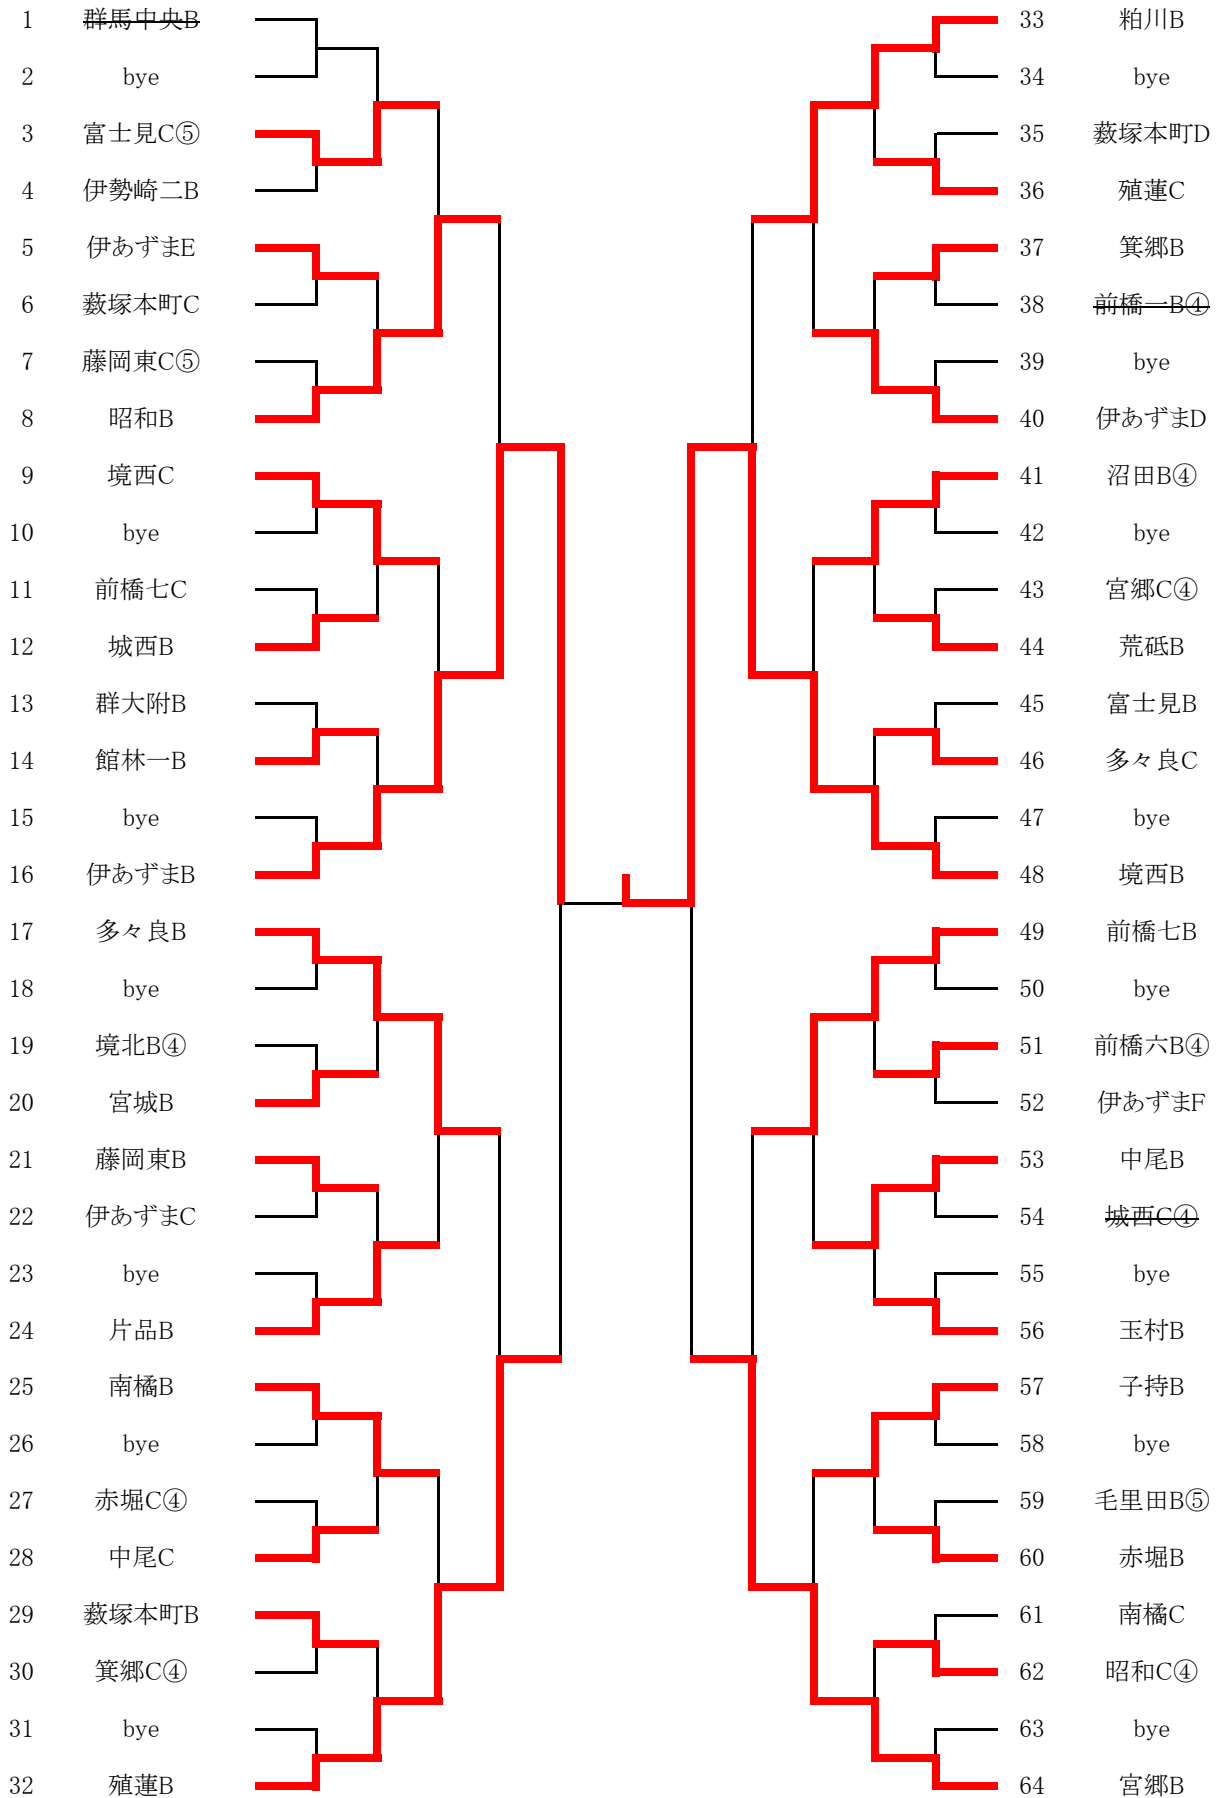 1 群馬中央B
2 bye
3 富士見C⑤
4 伊勢崎二B
5 伊あずまE
6 藪塚本町C
7 藤岡東C⑤
8 昭和B
9 境西C
10 bye
11 前橋七C
12 城西B
13 群大附B
14 館林一B
15 bye
16 伊あずまB
17 多々良B
18 bye
19 境北B④
20 宮城B
21 藤岡東B
22 伊あずまC
23 bye
24 片品B
25 南橘B
26 bye
27 赤堀C④
28 中尾C
29 藪塚本町B
30 箕郷C④
31 bye
32 殖蓮B
33 粕川B
34 bye
35 藪塚本町D
36 殖蓮C
37 箕郷B
38 前橋一B④
39 bye
40 伊あずまD
41 沼田B④
42 bye
43 宮郷C④
44 荒砥B
45 富士見B
46 多々良C
47 bye
48 境西B
49 前橋七B
50 bye
51 前橋六B④
52 伊あずまF
53 中尾B
54 城西C④
55 bye
56 玉村B
57 子持B
58 bye
59 毛里田B⑤
60 赤堀B
61 南橘C
62 昭和C④
63 bye
64 宮郷B